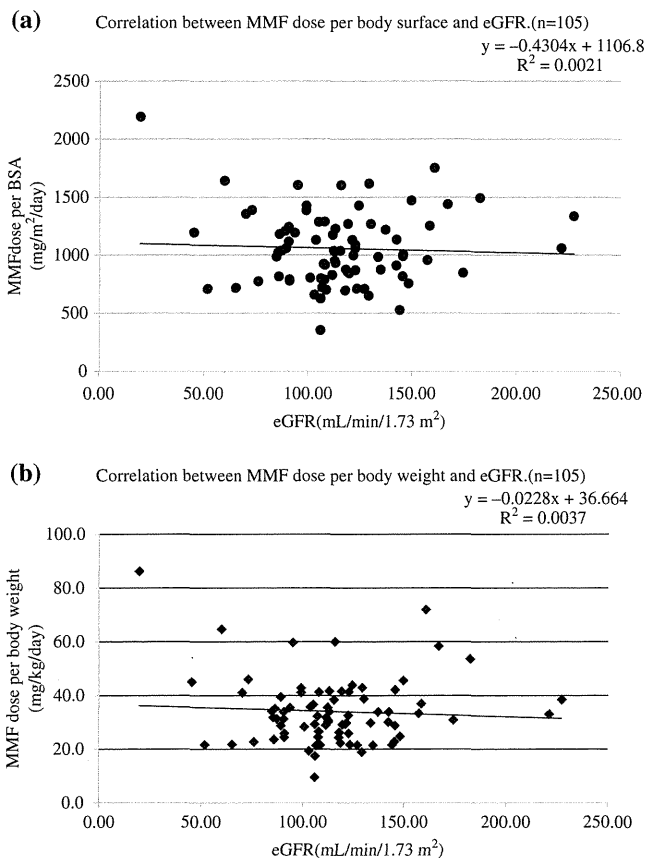 (a) Correlation between MMF dose per body surface and eGFR.(n=105)
y = –0.4304x + 1106.8
R² = 0.0021
MMFdose per BSA
(mg/m²/day)
2500
2000
1500
1000
500
0
0.00 50.00 100.00 150.00 200.00 250.00
eGFR(mL/min/1.73 m²)
(b) Correlation between MMF dose per body weight and eGFR.(n=105)
y = –0.0228x + 36.664
R² = 0.0037
MMF dose per body weight
(mg/kg/day)
100.0
80.0
60.0
40.0
20.0
0.0
0.00 50.00 100.00 150.00 200.00 250.00
eGFR(mL/min/1.73 m²)